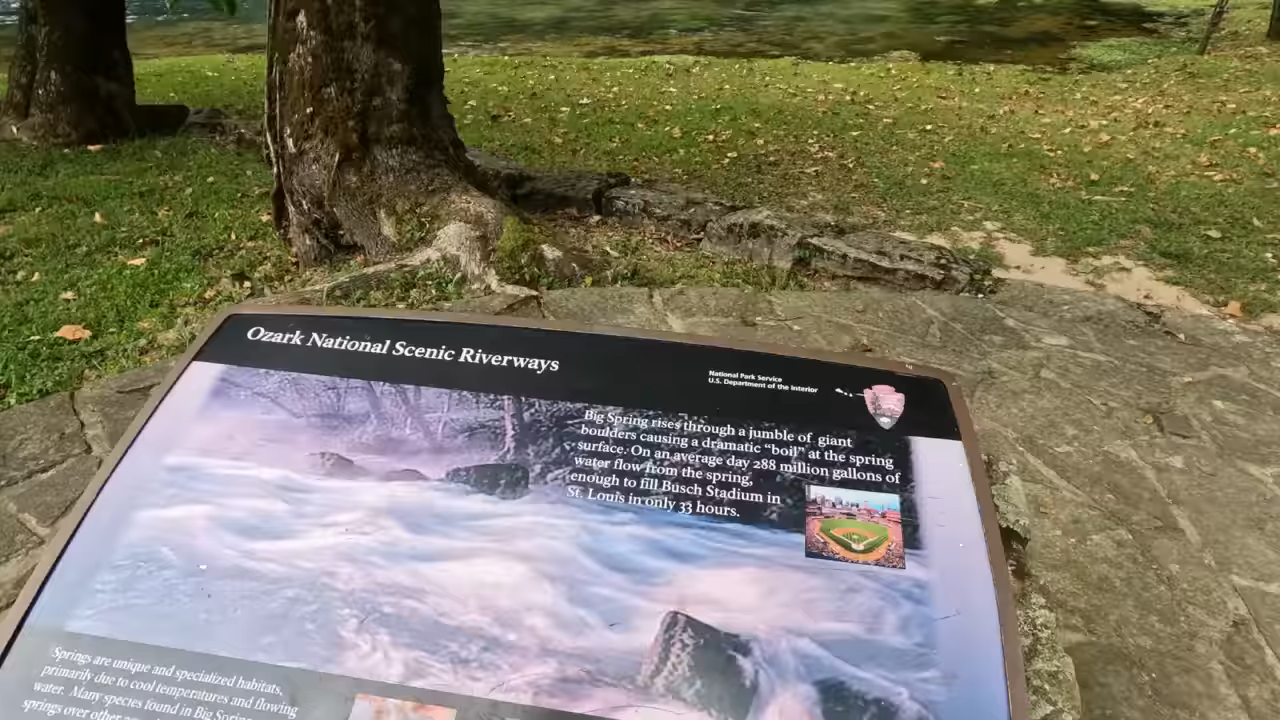 Ozark National Scenic Riverways
National Park Service
U.S. Department of the Interior
Big Spring rises through a jumble of giant
boulders causing a dramatic “boil” at the spring
surface. On an average day 288 million gallons of
water flow from the spring,
enough to fill Busch Stadium in
St. Louis in only 33 hours.
Springs are unique and specialized habitats,
primarily due to cool temperatures and flowing
water. Many species found in Big Spring
springs over other